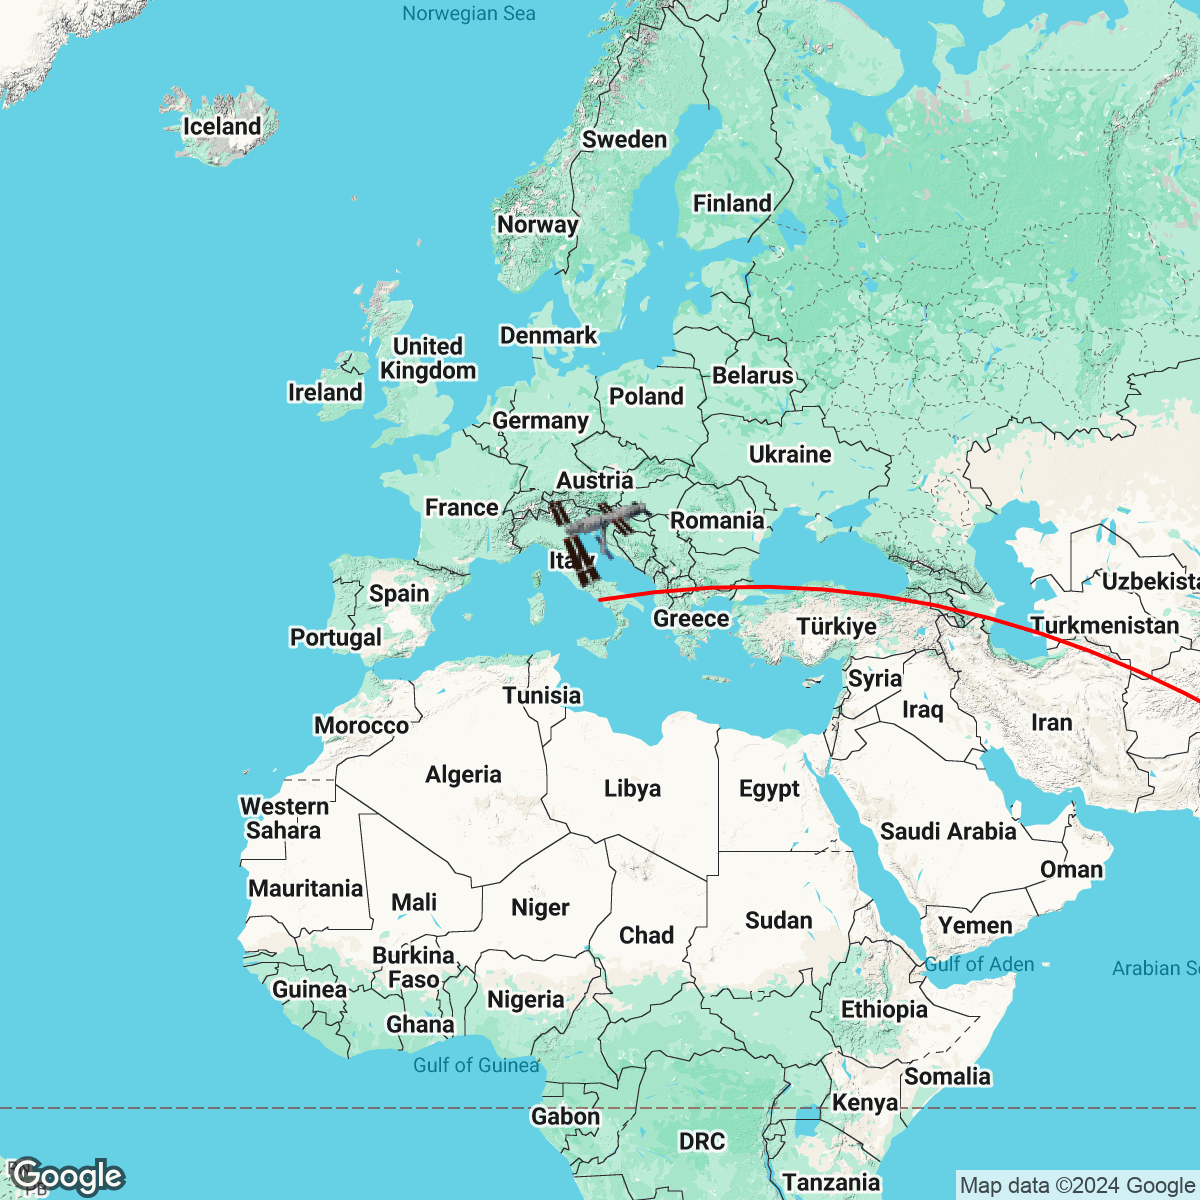 Norwegian Sea
Iceland
Sweden
Finland
Norway
Denmark
United
Kingdom
Ireland
Belarus
Poland
Germany
Ukraine
Austria
France
Romania
Italy
Spain
Uzbekista
Greece
Türkiye
Turkmenistan
Portugal
Syria
Tunisia
Iraq
Iran
Morocco
Algeria
Libya
Egypt
Western
Sahara
Saudi Arabia
Oman
Mauritania
Mali
Niger
Chad
Sudan
Yemen
Burkina
Faso
Gulf of Aden
Arabian Se
Guinea
Nigeria
Ethiopia
Ghana
Gulf of Guinea
Somalia
Gabon
Kenya
DRC
Tanzania
Google
PB
Map data ©2024 Google